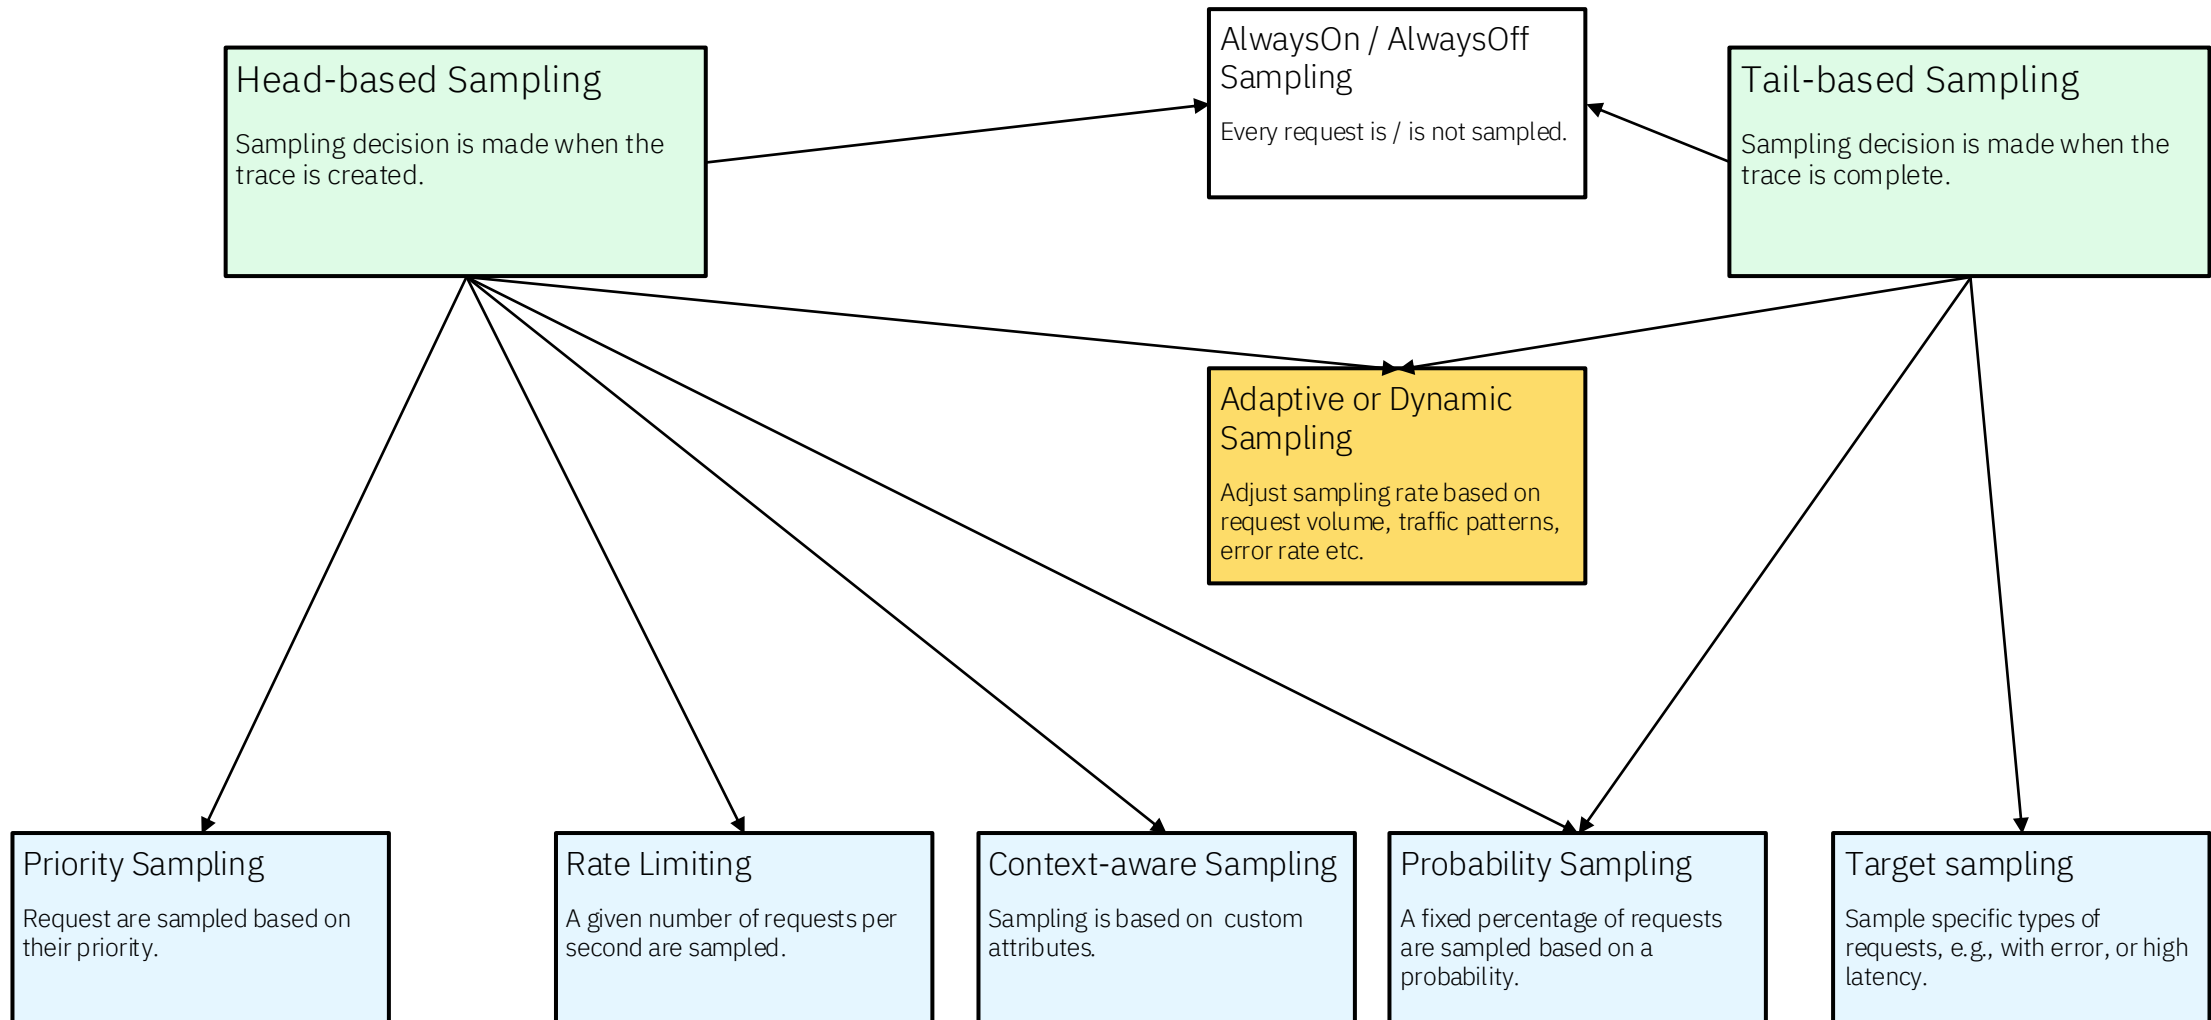 AlwaysOn / AlwaysOff
Sampling
Every request is / is not sampled.
Head-based Sampling
Sampling decision is made when the
trace is created.
Tail-based Sampling
Sampling decision is made when the
trace is complete.
Adaptive or Dynamic
Sampling
Adjust sampling rate based on
request volume, traffic patterns,
error rate etc.
Priority Sampling
Request are sampled based on
their priority.
Rate Limiting
A given number of requests per
second are sampled.
Context-aware Sampling
Sampling is based on custom
attributes.
Probability Sampling
A fixed percentage of requests
are sampled based on a
probability.
Target sampling
Sample specific types of
requests, e.g., with error, or high
latency.